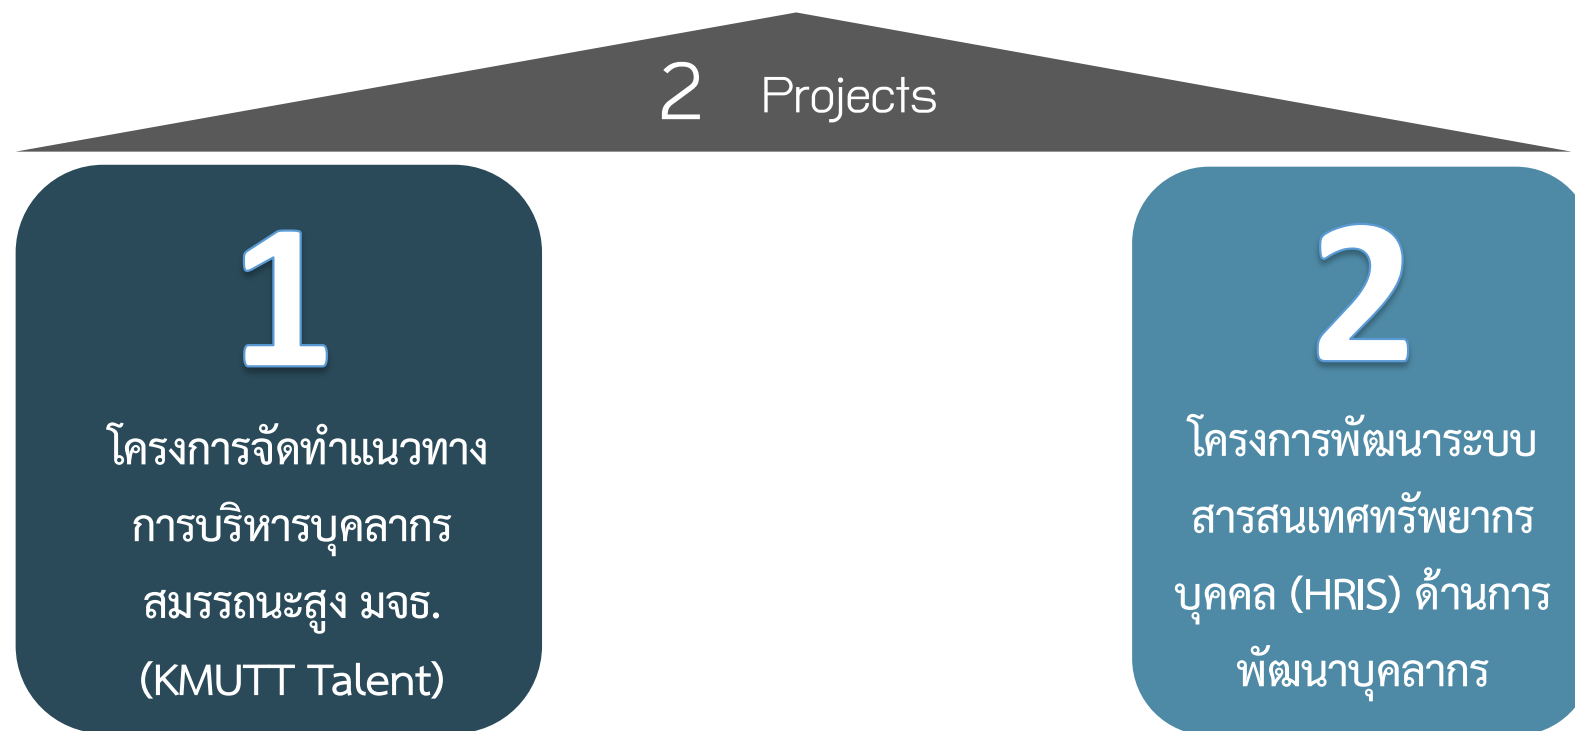 2 Projects
1
โครงการจัดทำแนวทาง
การบริหารบุคลากร
สมรรถนะสูง มจธ.
(KMUTT Talent)
2
โครงการพัฒนาระบบ
สารสนเทศทรัพยากร
บุคคล (HRIS) ด้านการ
พัฒนาบุคลากร